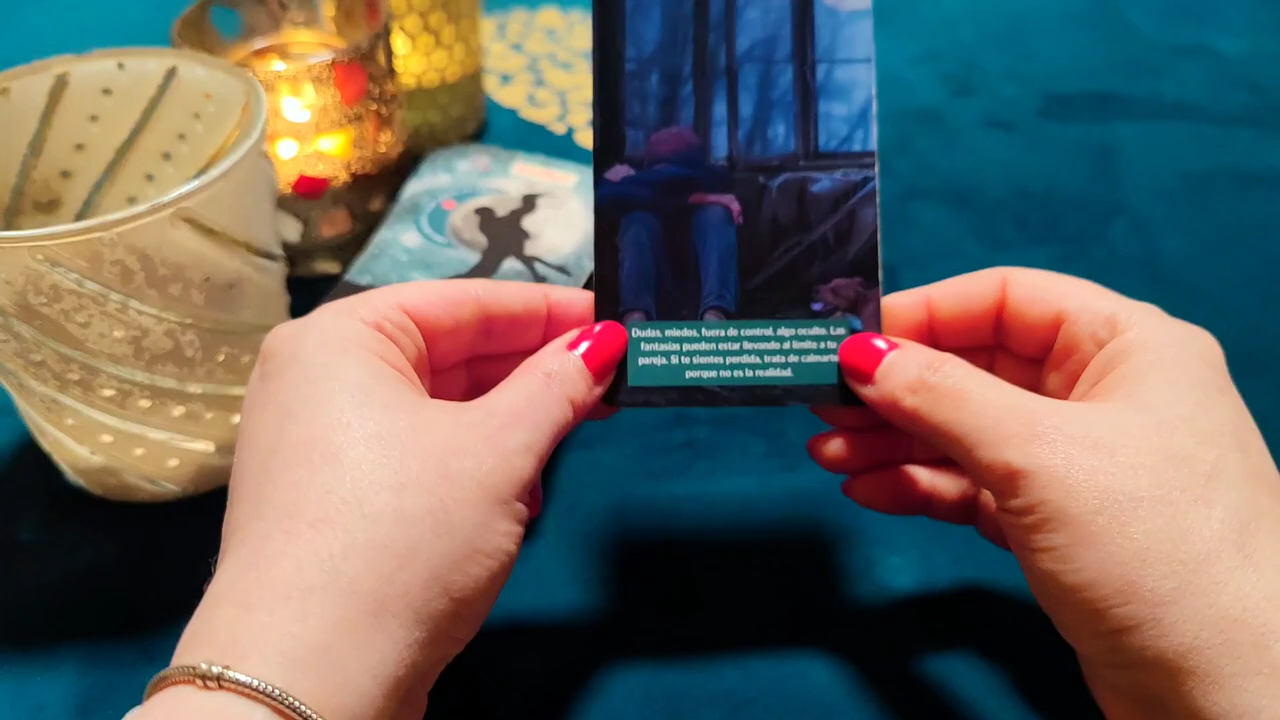 Dudas, miedos, fuera de control, algo oculto. Las
fantasías pueden estar llevando al límite a tu
pareja. Si te sientes perdida, trata de calmarte
porque no es la realidad.